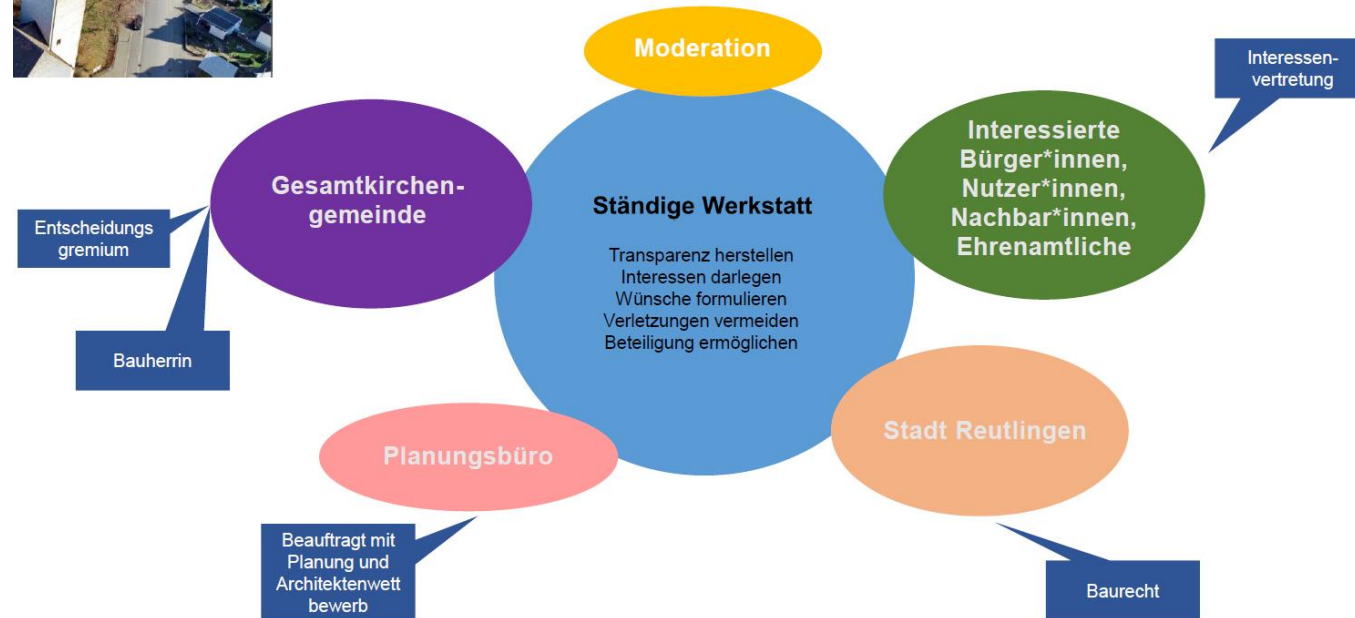 Moderation
Interessen-
vertretung
Interessierte
Bürger*innen,
Nutzer*innen,
Nachbar*innen,
Ehrenamtliche
Gesamtkirchen-
gemeinde
Ständige Werkstatt
Transparenz herstellen
Interessen darlegen
Wünsche formulieren
Verletzungen vermeiden
Beteiligung ermöglichen
Entscheidungs
gremium
Bauherrin
Stadt Reutlingen
Planungsbüro
Beauftragt mit
Planung und
Architektenwett
bewerb
Baurecht